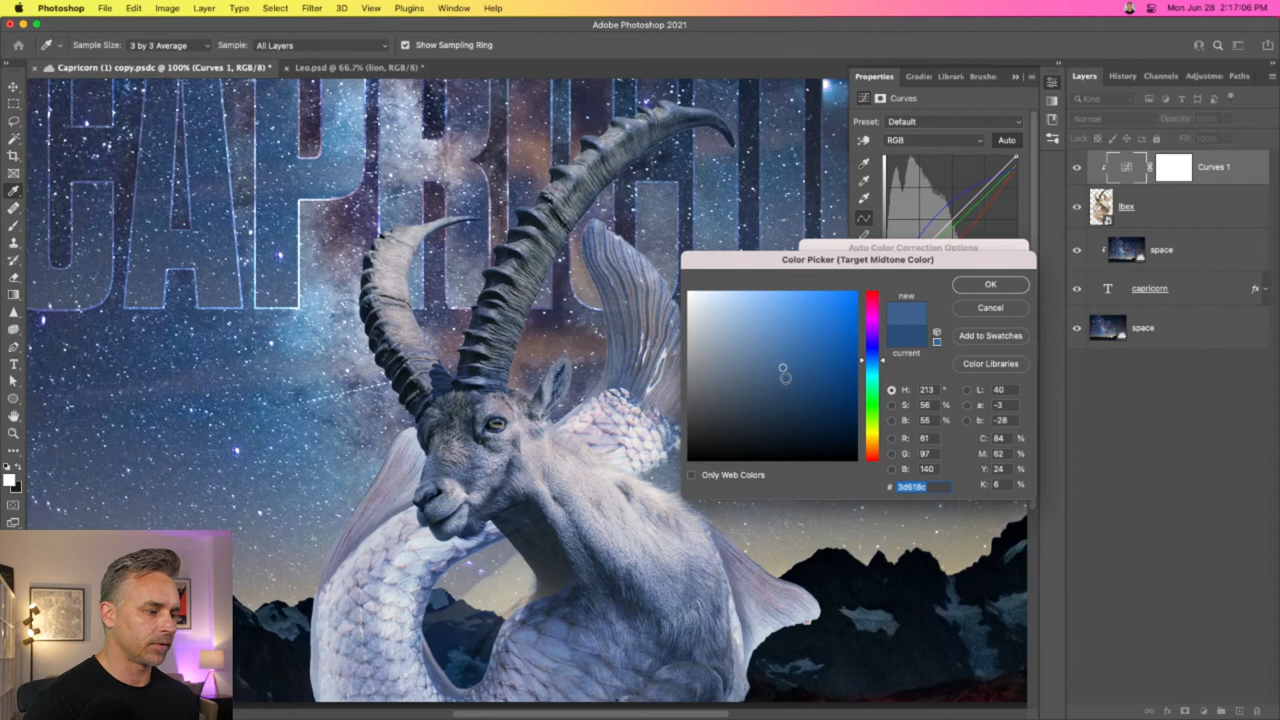 Photoshop File Edit Image Layer Type Select Filter 3D View Plugins Window Help Mon Jun 28 2:17:06 PM
Adobe Photoshop 2021
Sample Size: 3 by 3 Average Sample: All Layers Show Sampling Ring
Capricorn (1) copy.psdc @ 100% (Curves 1, RGB/8) * Leo.psd @ 66.7% (lion, RGB/8) *
CAPRIC
Properties Gradie Librari Brushe
Curves
Preset: Default
RGB Auto
Layers History Channels Adjustme Paths
Kind
Normal Opacity: 100%
Lock: Fill: 100%
Curves 1
Ibex
space
T capricorn fx
space
Auto Color Correction Options
Color Picker (Target Midtone Color)
new
current
OK
Cancel
Add to Swatches
Color Libraries
H: 213 ° L: 40
S: 56 % a: -3
B: 55 % b: -28
R: 61 C: 84 %
G: 97 M: 62 %
B: 140 Y: 24 %
# 3d618c K: 6 %
Only Web Colors